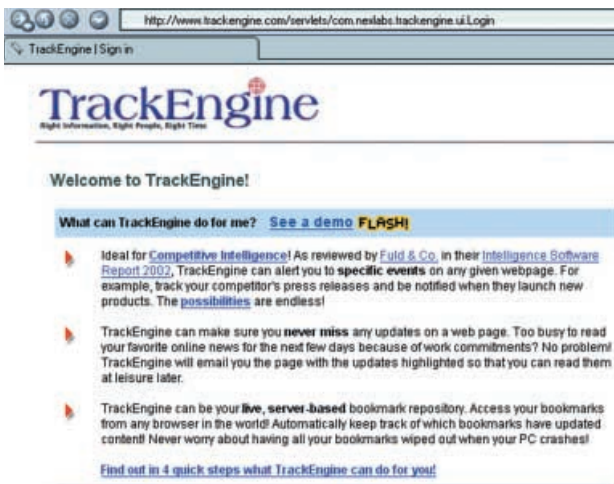 http://www.trackengine.com/servlets/com.nexlabs.trackengine.ui.Login
TrackEngine | Sign in
TrackEngine
Right Information, Right People, Right Time
Welcome to TrackEngine!
What can TrackEngine do for me? See a demo FLASH!
Ideal for Competitive Intelligence! As reviewed by Fuld & Co. in their Intelligence Software
Report 2002, TrackEngine can alert you to specific events on any given webpage. For
example, track your competitor's press releases and be notified when they launch new
products. The possibilities are endless!
TrackEngine can make sure you never miss any updates on a web page. Too busy to read
your favorite online news for the next few days because of work commitments? No problem!
TrackEngine will email you the page with the updates highlighted so that you can read them
at leisure later.
TrackEngine can be your live, server-based bookmark repository. Access your bookmarks
from any browser in the world! Automatically keep track of which bookmarks have updated
content! Never worry about having all your bookmarks wiped out when your PC crashes!
Find out in 4 quick steps what TrackEngine can do for you!